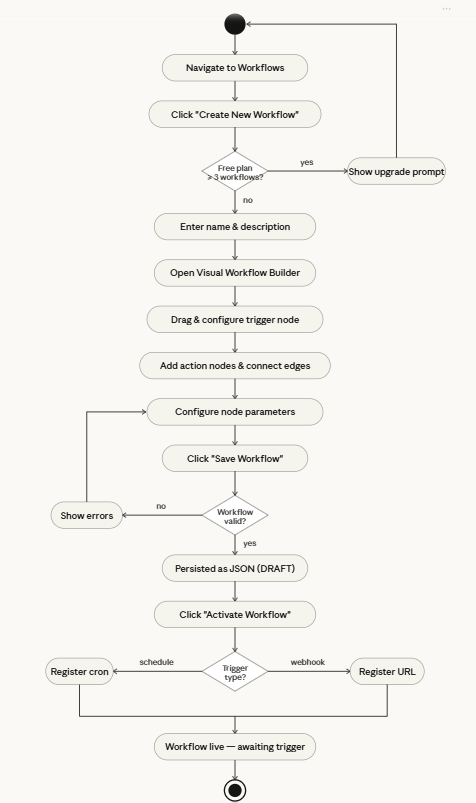 Navigate to Workflows
Click "Create New Workflow"
Free plan
≥ 3 workflows?
yes
Show upgrade prompt
no
Enter name & description
Open Visual Workflow Builder
Drag & configure trigger node
Add action nodes & connect edges
Configure node parameters
Click "Save Workflow"
Workflow
valid?
no
Show errors
yes
Persisted as JSON (DRAFT)
Click "Activate Workflow"
Trigger
type?
schedule
webhook
Register cron
Register URL
Workflow live — awaiting trigger